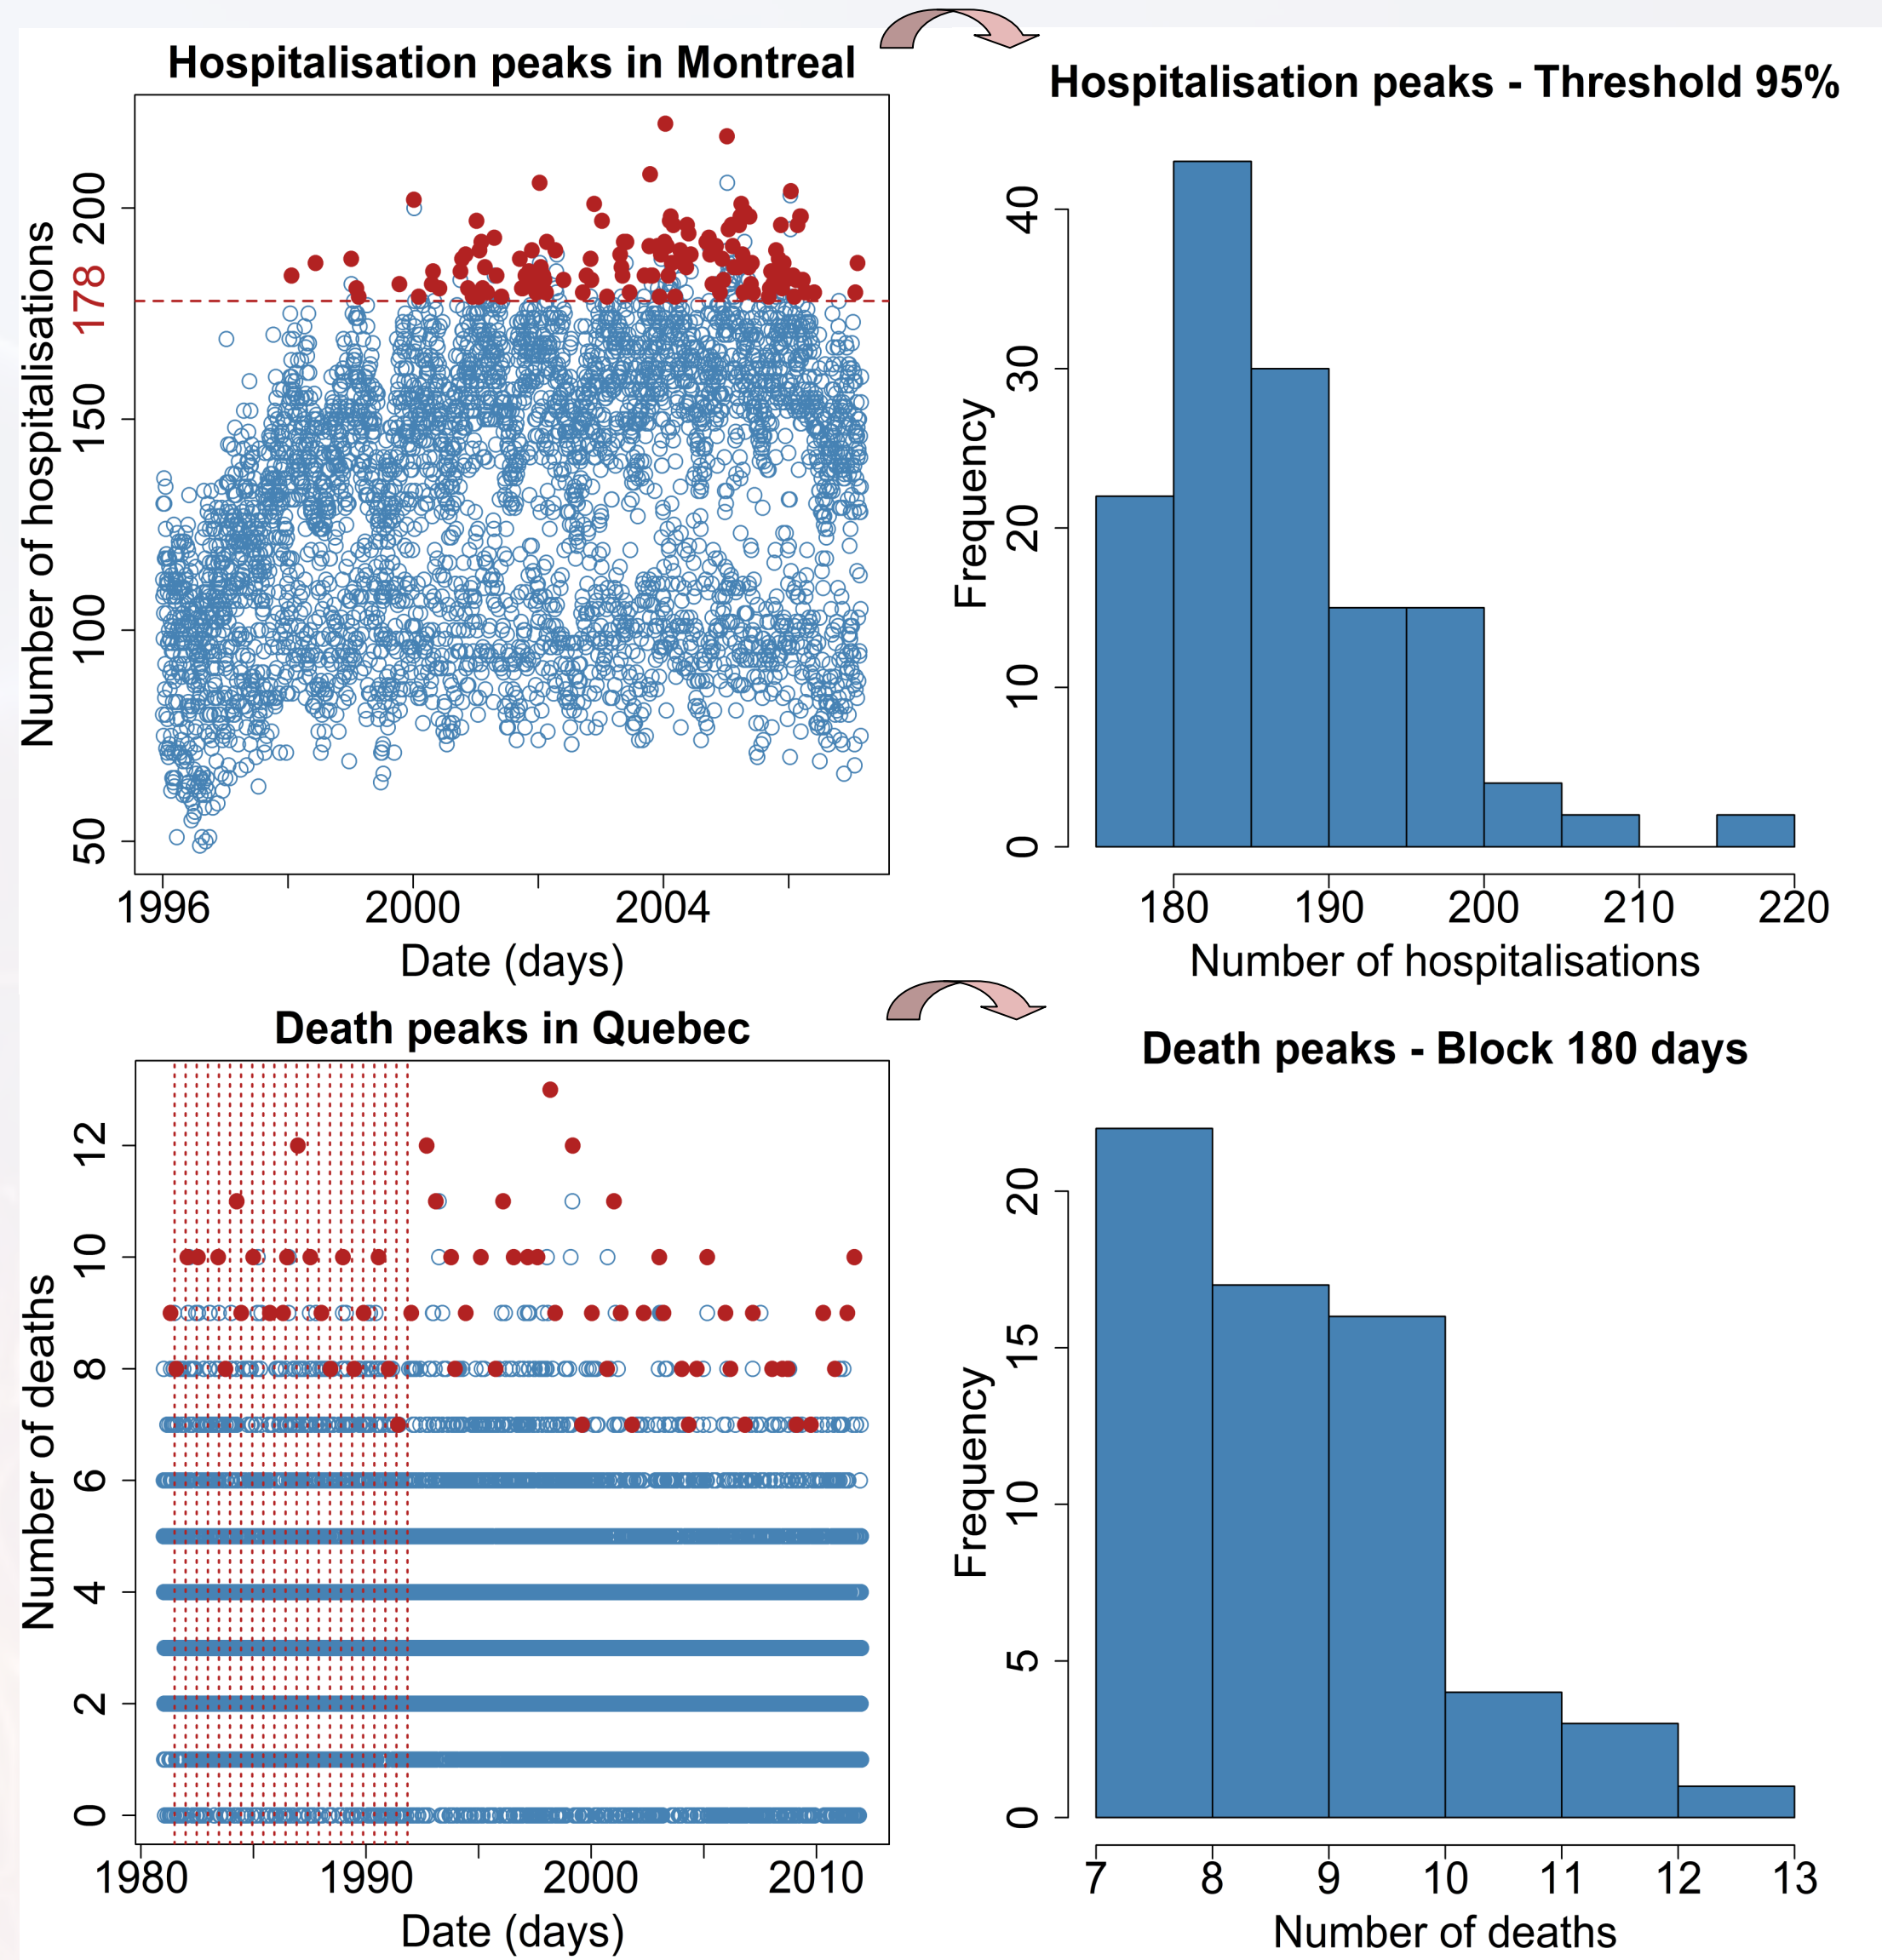 Hospitalisation peaks in Montreal
Number of hospitalisations
50 100 150 178 200
1996 2000 2004
Date (days)
Hospitalisation peaks - Threshold 95%
Frequency
0 10 20 30 40
180 190 200 210 220
Number of hospitalisations
Death peaks in Quebec
Number of deaths
0 2 4 6 8 10 12
1980 1990 2000 2010
Date (days)
Death peaks - Block 180 days
Frequency
0 5 10 15 20
7 8 9 10 11 12 13
Number of deaths